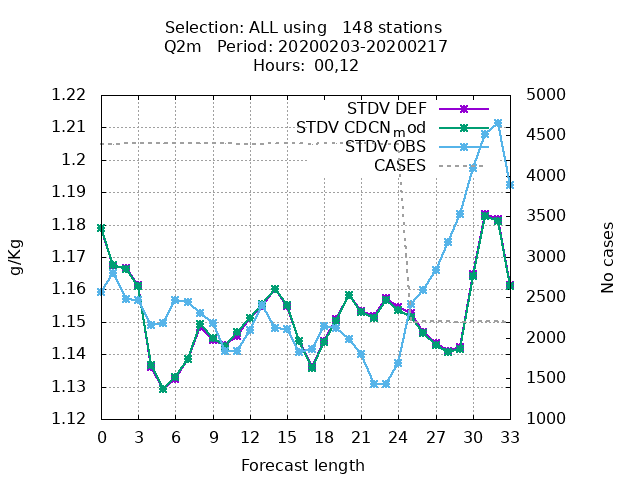 Selection: ALL using   148 stations
Q2m   Period: 20200203-20200217
Hours:  00,12
1.22
1.21
1.2
1.19
1.18
1.17
1.16
1.15
1.14
1.13
1.12
g/Kg
STDV DEF
STDV CDCN_mod
STDV OBS
CASES
5000
4500
4000
3500
3000
2500
2000
1500
1000
No cases
0 3 6 9 12 15 18 21 24 27 30 33
Forecast length